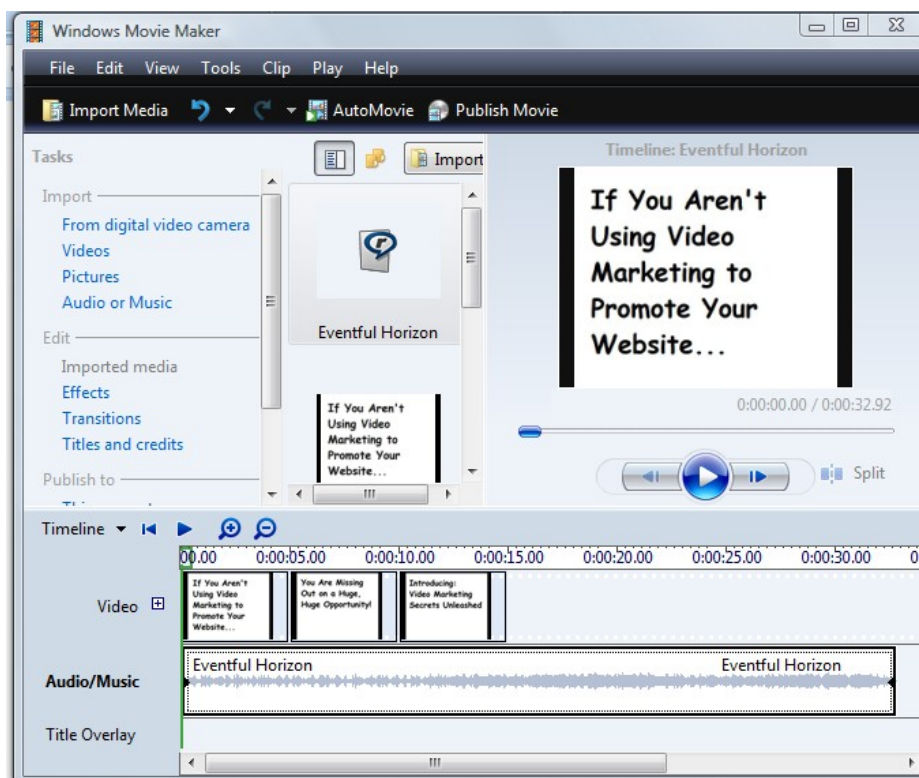 Windows Movie Maker
File Edit View Tools Clip Play Help
Import Media AutoMovie Publish Movie
Tasks
Import
From digital video camera
Videos
Pictures
Audio or Music
Edit
Imported media
Effects
Transitions
Titles and credits
Publish to
Import
Eventful Horizon
If You Aren't
Using Video
Marketing to
Promote Your
Website...
Timeline: Eventful Horizon
If You Aren't
Using Video
Marketing to
Promote Your
Website...
0:00:00.00 / 0:00:32.92
Split
Timeline
00.00 0:00:05.00 0:00:10.00 0:00:15.00 0:00:20.00 0:00:25.00 0:00:30.00 0
Video
If You Aren't
Using Video
Marketing to
Promote Your
Website...
You Are Missing
Out on a Huge,
Huge Opportunity!
Introducing:
Video Marketing
Secrets Unleashed
Audio/Music
Eventful Horizon Eventful Horizon
Title Overlay